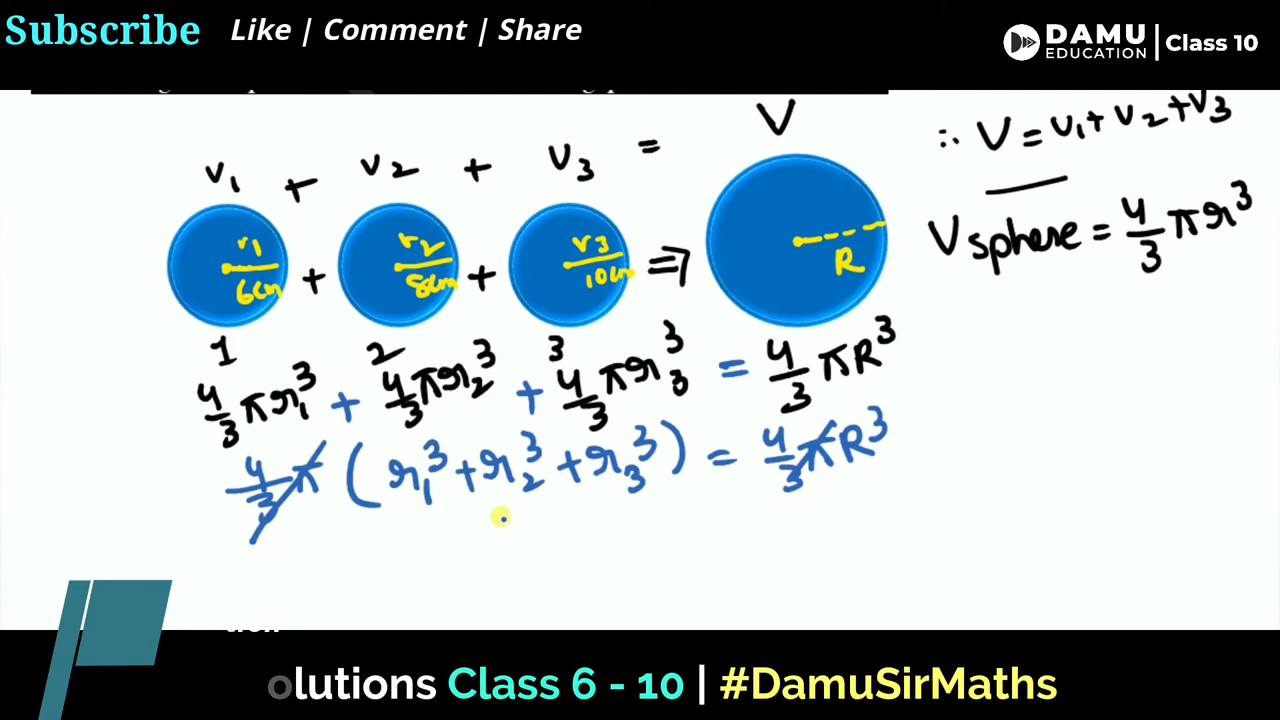 Subscribe Like | Comment | Share
DAMU EDUCATION | Class 10
v₁ + v₂ + v₃ = V
∴ V = v₁ + v₂ + v₃
V sphere = 4/3 πr³
r₁ + r₂ + r₃ ⇒ R
6cm 8cm 10cm
1 2 3
4/3 πr₁³ + 4/3 πr₂³ + 4/3 πr₃³ = 4/3 πR³
4/3 π (r₁³ + r₂³ + r₃³) = 4/3 πR³
olutions Class 6 - 10 | #DamuSirMaths